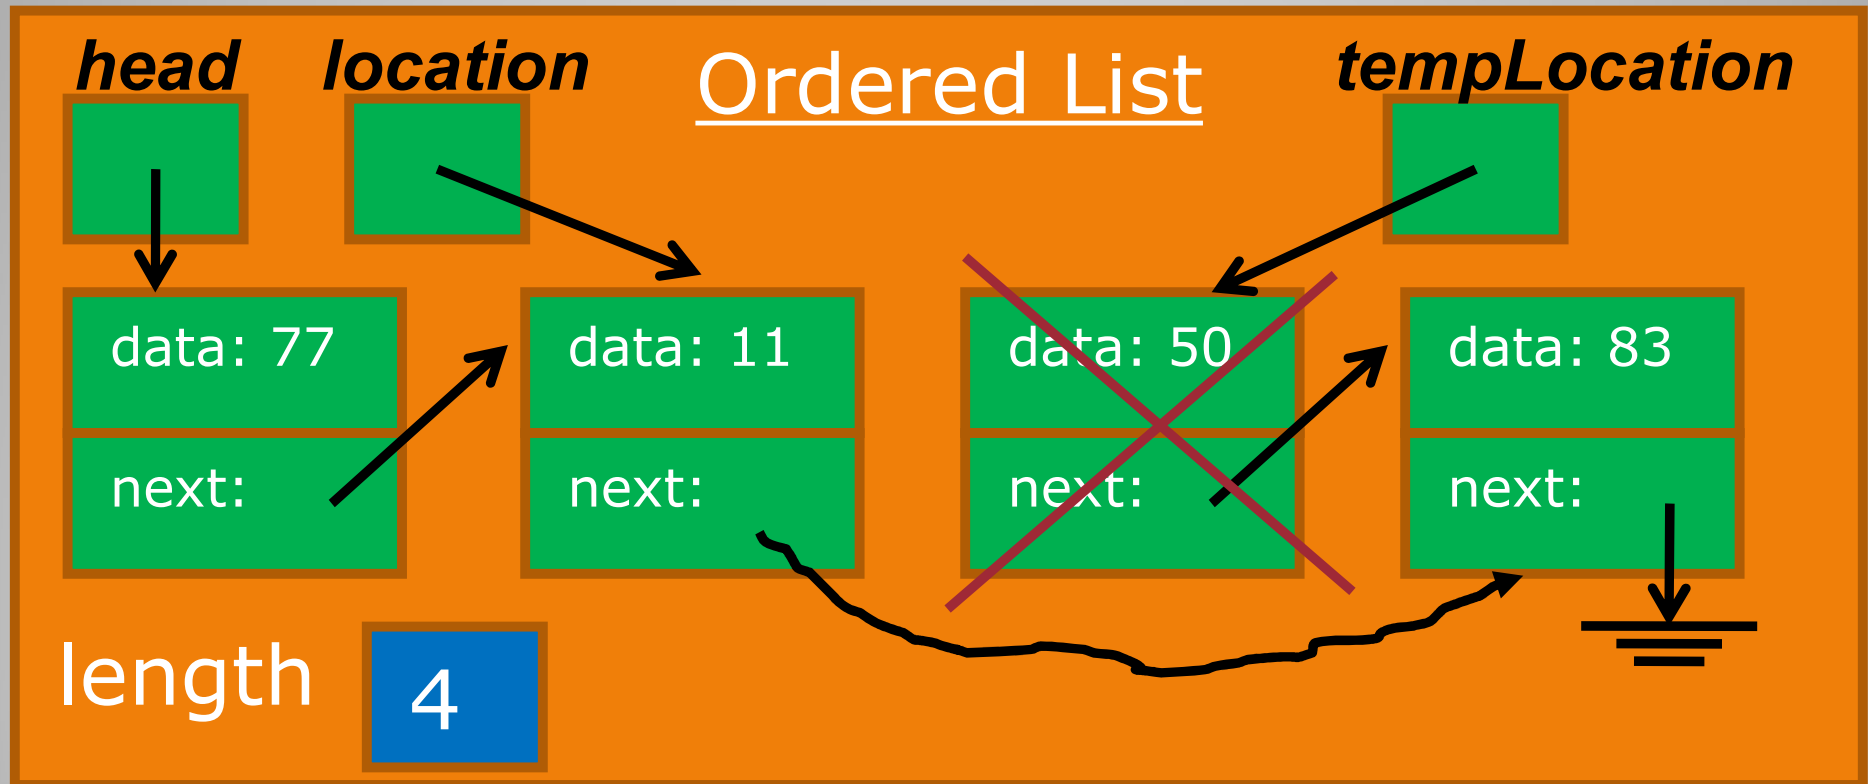 head
location
Ordered List
tempLocation
data: 77
data: 11
data: 50
data: 83
next:
next:
next:
next:
length
4